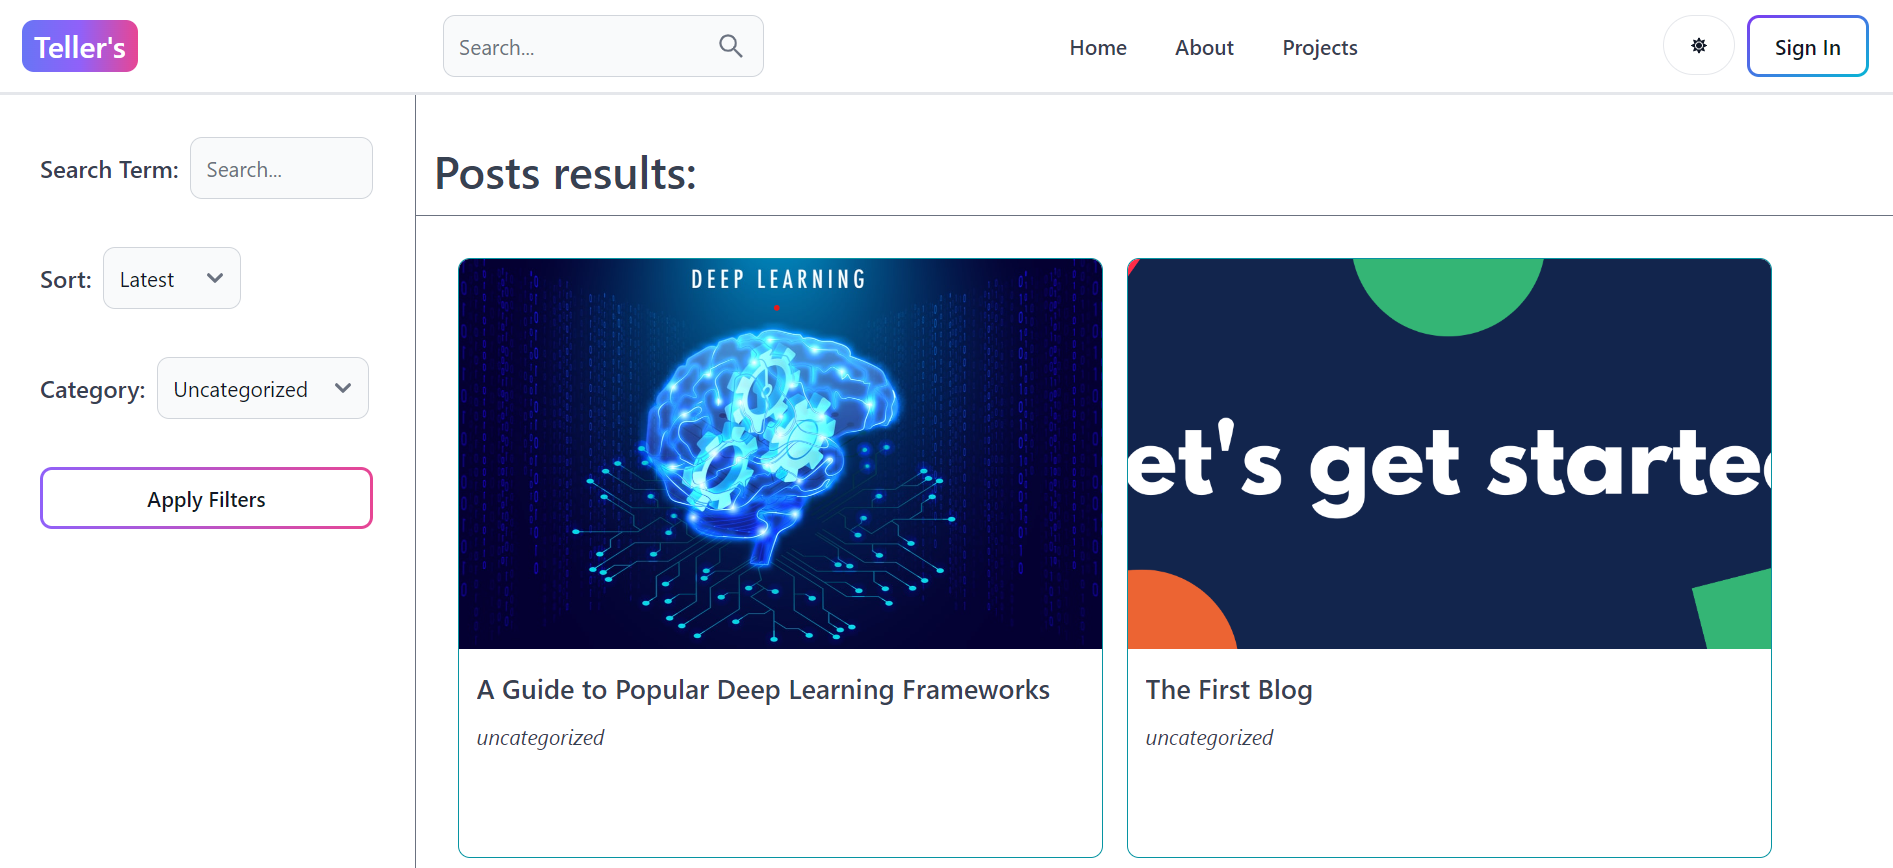 Teller's
Search...
Home
About
Projects
Sign In
Search Term:
Search...
Sort:
Latest
Category:
Uncategorized
Apply Filters
Posts results:
DEEP LEARNING
et's get starte
A Guide to Popular Deep Learning Frameworks
uncategorized
The First Blog
uncategorized